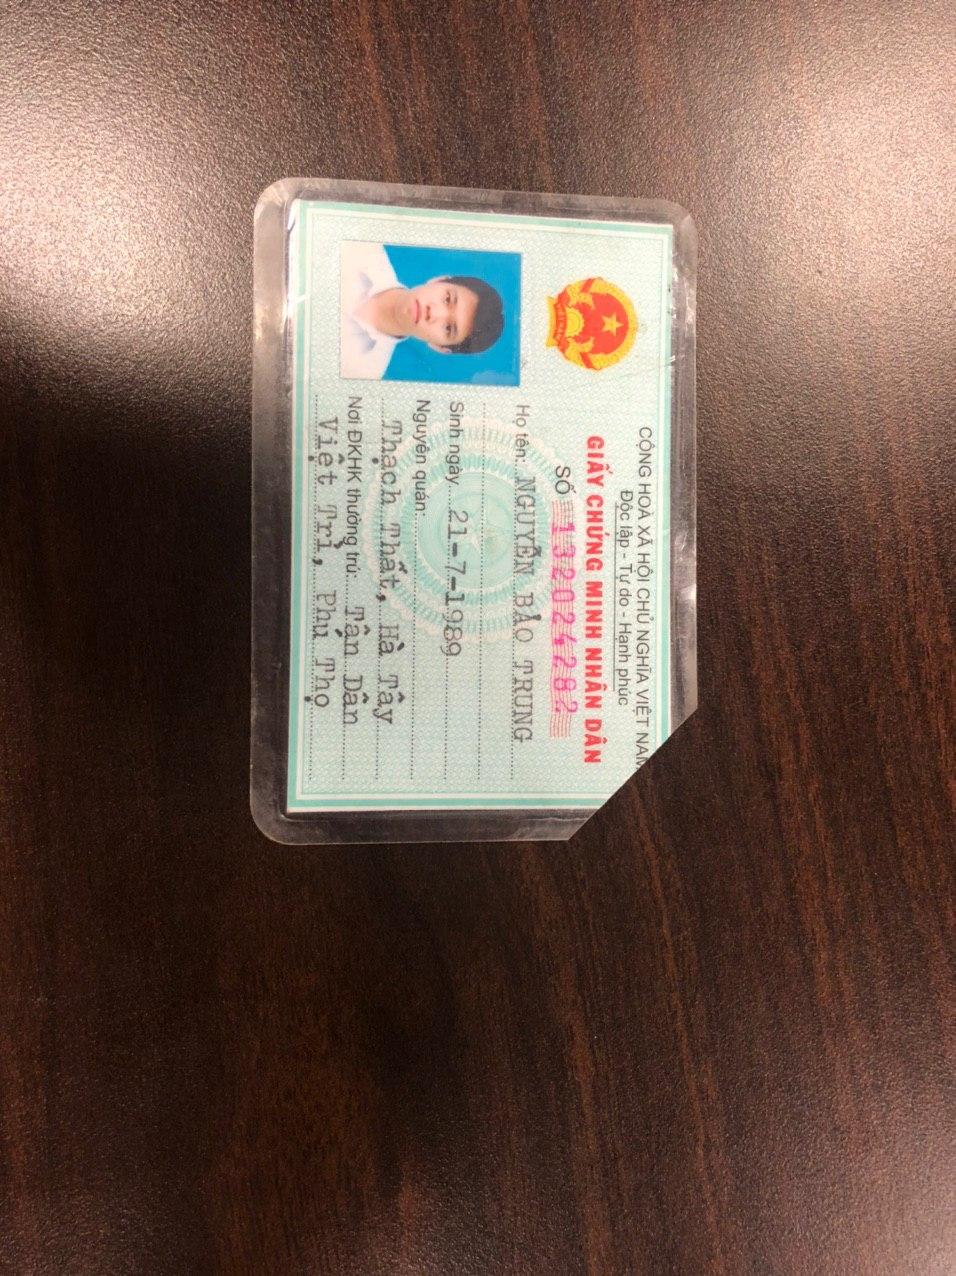 CỘNG HOÀ XÃ HỘI CHỦ NGHĨA VIỆT NAM
Độc lập - Tự do - Hạnh phúc
GIẤY CHỨNG MINH NHÂN DÂN
SỐ 132024282
Họ tên: NGUYỄN BẢO TRUNG
Sinh ngày 21-7-1989
Nguyên quán
Thạch Thất, Hà Tây
Nơi ĐKHK thường trú: Tân Dân
Việt Trì, Phú Thọ